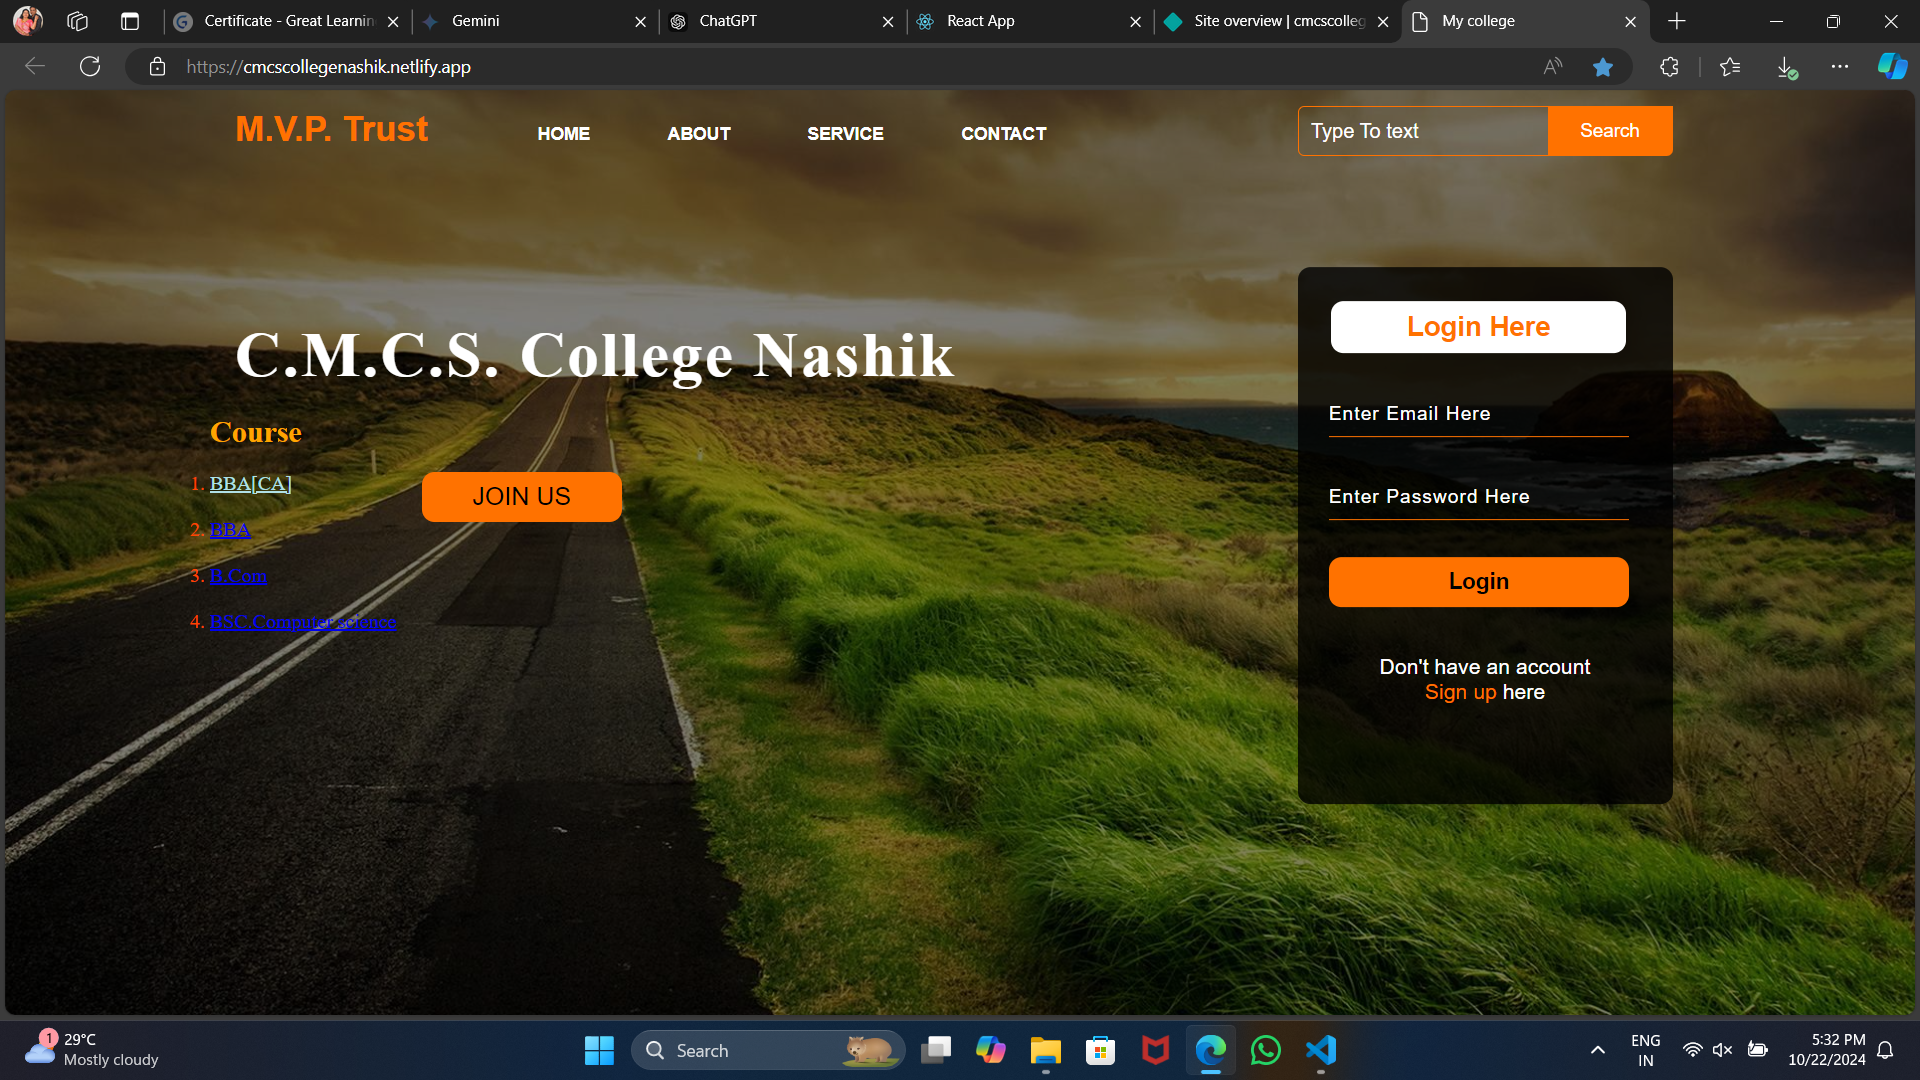 Certificate - Great Learnin
Gemini
ChatGPT
React App
Site overview | cmcscolleg
My college
https://cmcscollegenashik.netlify.app
M.V.P. Trust
HOME
ABOUT
SERVICE
CONTACT
Type To text
Search
C.M.C.S. College Nashik
Course
1. BBA[CA]
2. BBA
3. B.Com
4. BSC.Computer science
JOIN US
Login Here
Enter Email Here
Enter Password Here
Login
Don't have an account
Sign up here
1
29°C
Mostly cloudy
Search
ENG
IN
5:32 PM
10/22/2024